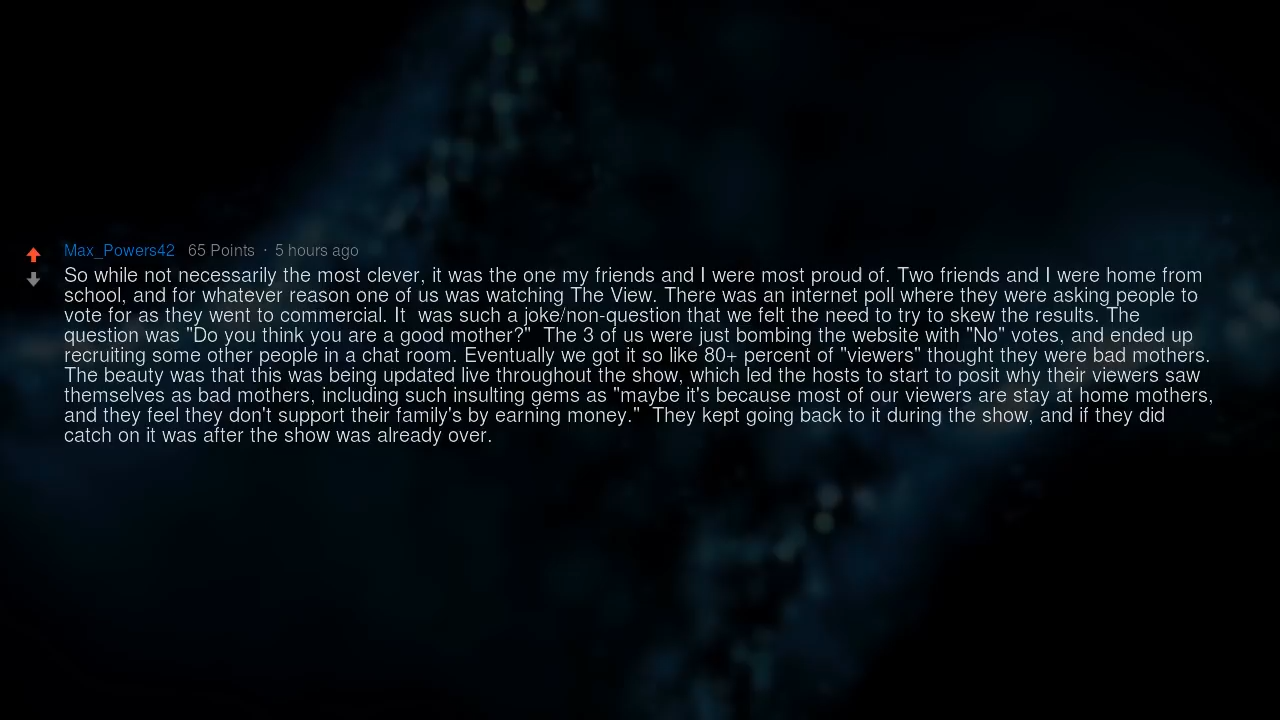 Max_Powers42 65 Points · 5 hours ago
So while not necessarily the most clever, it was the one my friends and I were most proud of. Two friends and I were home from
school, and for whatever reason one of us was watching The View. There was an internet poll where they were asking people to
vote for as they went to commercial. It  was such a joke/non-question that we felt the need to try to skew the results. The
question was "Do you think you are a good mother?"  The 3 of us were just bombing the website with "No" votes, and ended up
recruiting some other people in a chat room. Eventually we got it so like 80+ percent of "viewers" thought they were bad mothers.
The beauty was that this was being updated live throughout the show, which led the hosts to start to posit why their viewers saw
themselves as bad mothers, including such insulting gems as "maybe it's because most of our viewers are stay at home mothers,
and they feel they don't support their family's by earning money."  They kept going back to it during the show, and if they did
catch on it was after the show was already over.